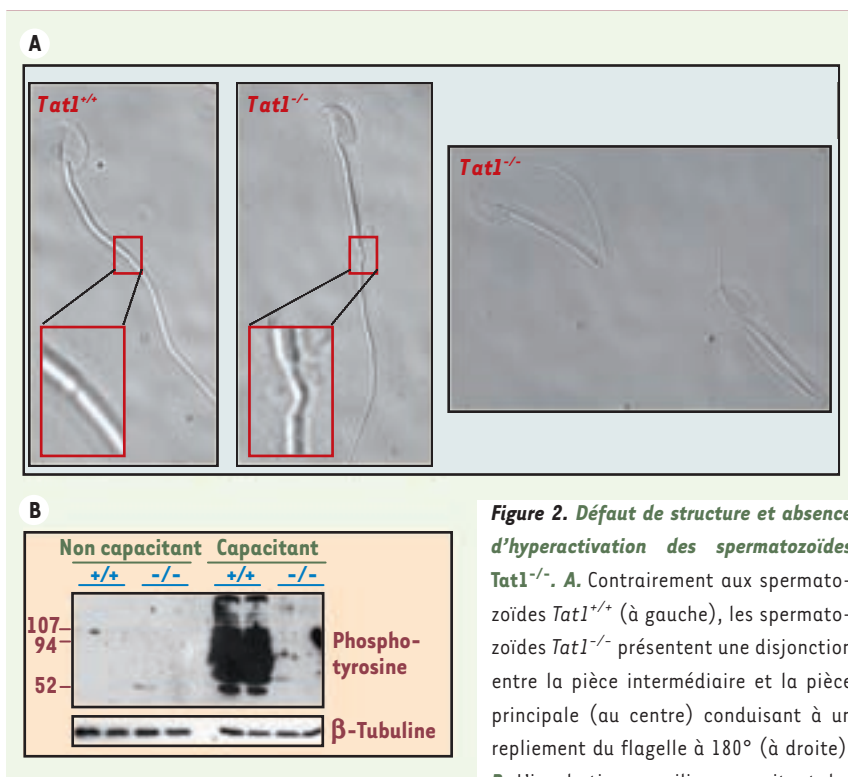 A
Tat1+/+
Tat1-/-
Tat1-/-
B
Non capacitant Capacitant
+/+ -/- +/+ -/-
107
94
52
Phospho-
tyrosine
β-Tubuline
Figure 2. Défaut de structure et absence
d'hyperactivation des spermatozoïdes
Tat1-/-. A. Contrairement aux spermato-
zoïdes Tat1+/+ (à gauche), les spermato-
zoïdes Tat1-/- présentent une disjonction
entre la pièce intermédiaire et la pièce
principale (au centre) conduisant à un
repliement du flagelle à 180° (à droite)